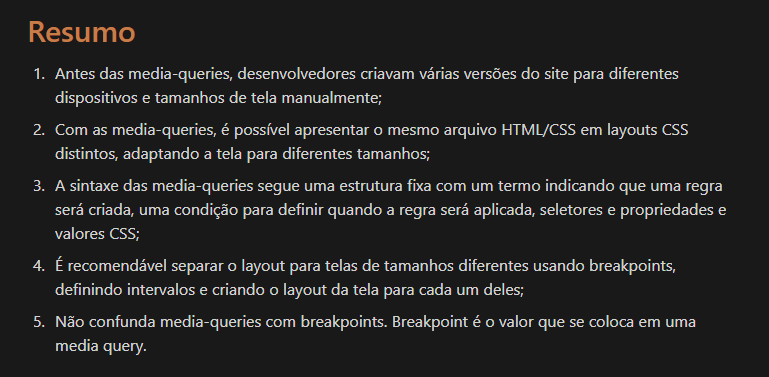 Resumo
1. Antes das media-queries, desenvolvedores criavam várias versões do site para diferentes
dispositivos e tamanhos de tela manualmente;
2. Com as media-queries, é possível apresentar o mesmo arquivo HTML/CSS em layouts CSS
distintos, adaptando a tela para diferentes tamanhos;
3. A sintaxe das media-queries segue uma estrutura fixa com um termo indicando que uma regra
será criada, uma condição para definir quando a regra será aplicada, seletores e propriedades e
valores CSS;
4. É recomendável separar o layout para telas de tamanhos diferentes usando breakpoints,
definindo intervalos e criando o layout da tela para cada um deles;
5. Não confunda media-queries com breakpoints. Breakpoint é o valor que se coloca em uma
media query.